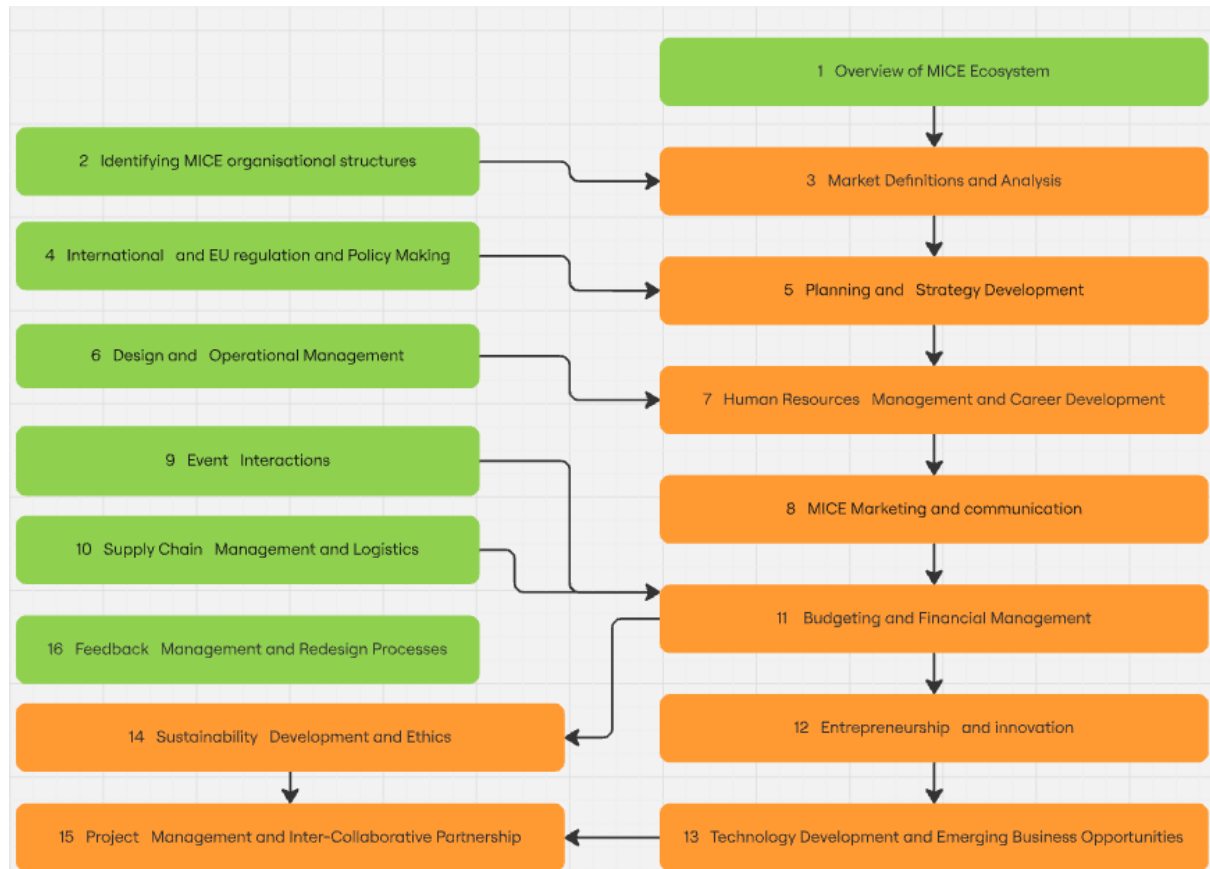 1 Overview of MICE Ecosystem
2 Identifying MICE organisational structures
3 Market Definitions and Analysis
4 International and EU regulation and Policy Making
5 Planning and Strategy Development
6 Design and Operational Management
7 Human Resources Management and Career Development
9 Event Interactions
8 MICE Marketing and communication
10 Supply Chain Management and Logistics
11 Budgeting and Financial Management
16 Feedback Management and Redesign Processes
12 Entrepreneurship and innovation
14 Sustainability Development and Ethics
15 Project Management and Inter-Collaborative Partnership
13 Technology Development and Emerging Business Opportunities